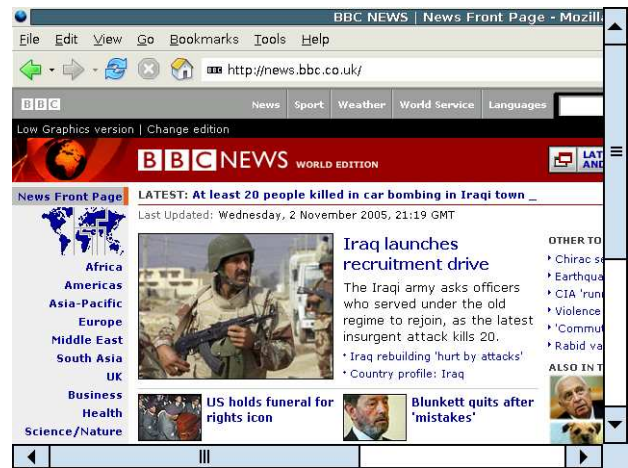 BBC NEWS | News Front Page - Mozill
File Edit View Go Bookmarks Tools Help
http://news.bbc.co.uk/
BBC News Sport Weather World Service Languages
Low Graphics version | Change edition
BBC NEWS WORLD EDITION
LAT
AND
News Front Page
Africa
Americas
Asia-Pacific
Europe
Middle East
South Asia
UK
Business
Health
Science/Nature
LATEST: At least 20 people killed in car bombing in Iraqi town _
Last Updated: Wednesday, 2 November 2005, 21:19 GMT
Iraq launches
recruitment drive
The Iraqi army asks officers
who served under the old
regime to rejoin, as the latest
insurgent attack kills 20.
Iraq rebuilding 'hurt by attacks'
Country profile: Iraq
US holds funeral for
rights icon
Blunkett quits after
'mistakes'
OTHER TO
Chirac se
Earthqua
CIA 'runn
Violence
'Commut
Rabid va
ALSO IN T